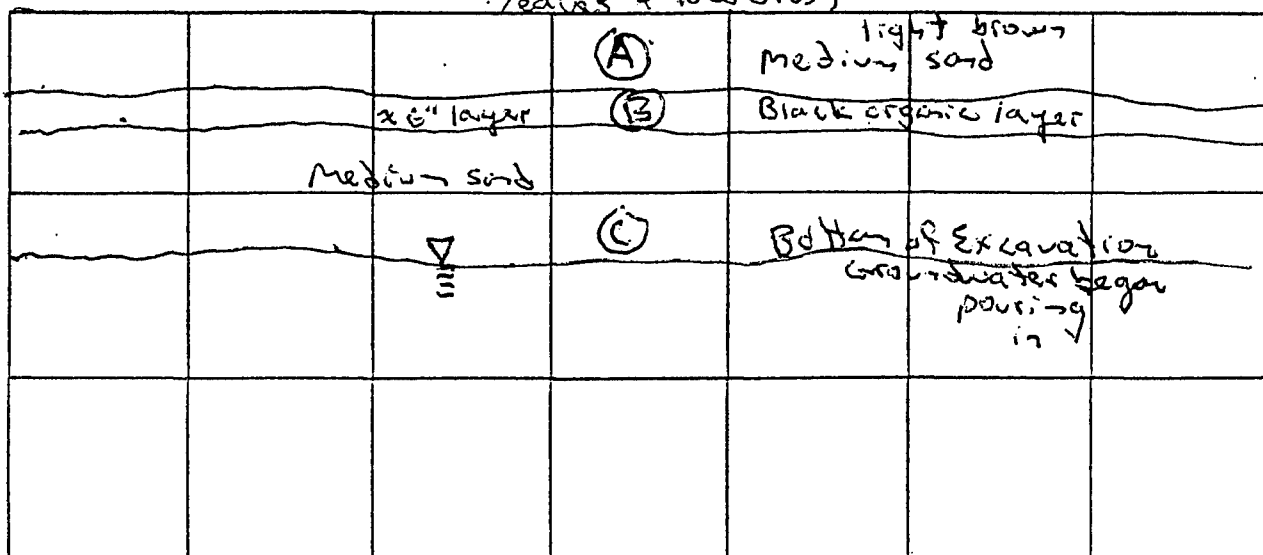 light brown
(A) Medium sand
≈ 6" layer (B) Black organic layer
Medium sand
(C) Bottom of Excavation
Groundwater began
pouring
in